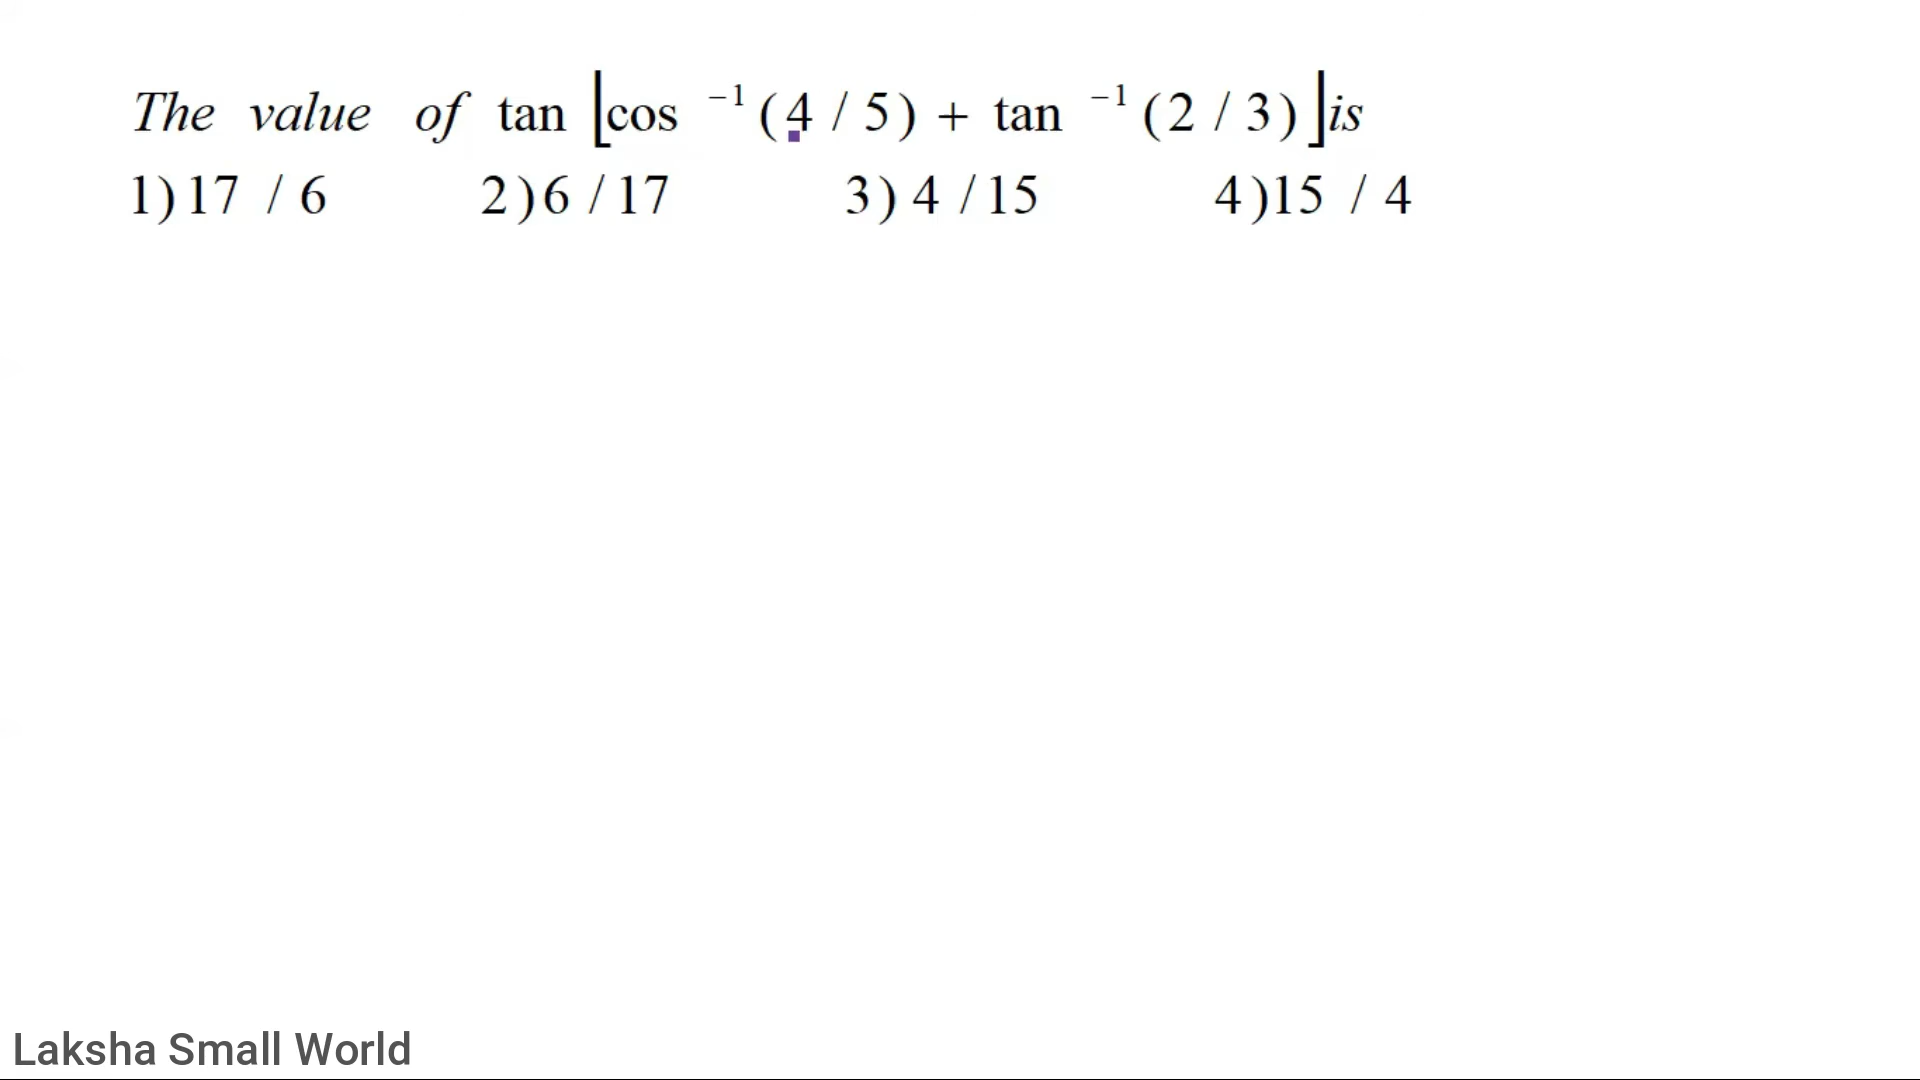 The value of tan ⌊cos ⁻¹ (4 / 5) + tan ⁻¹ (2 / 3)⌋ is
1) 17 / 6 2) 6 / 17 3) 4 / 15 4) 15 / 4
Laksha Small World